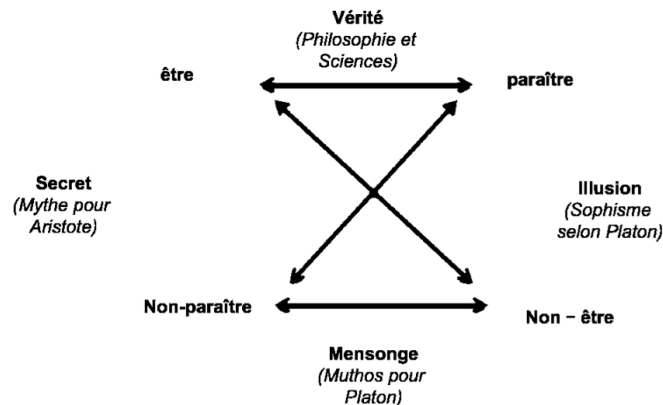 Vérité
(Philosophie et
Sciences)
être
paraître
Secret
(Mythe pour
Aristote)
Illusion
(Sophisme
selon Platon)
Non-paraître
Non – être
Mensonge
(Muthos pour
Platon)